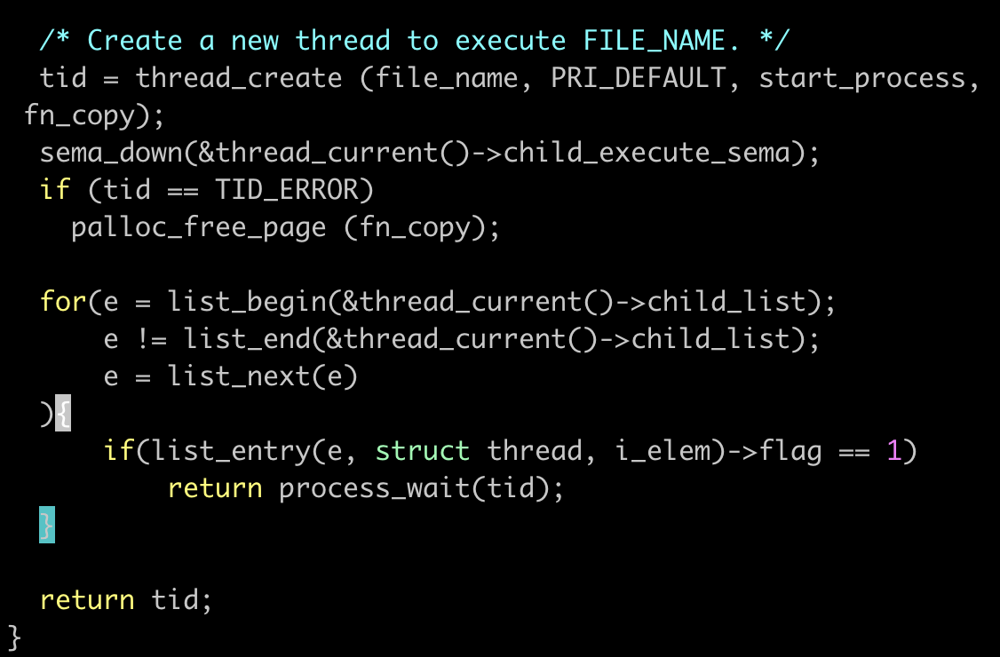 /* Create a new thread to execute FILE_NAME. */
tid = thread_create (file_name, PRI_DEFAULT, start_process,
fn_copy);
sema_down(&thread_current()->child_execute_sema);
if (tid == TID_ERROR)
palloc_free_page (fn_copy);
for(e = list_begin(&thread_current()->child_list);
e != list_end(&thread_current()->child_list);
e = list_next(e)
){
if(list_entry(e, struct thread, i_elem)->flag == 1)
return process_wait(tid);
}
return tid;
}